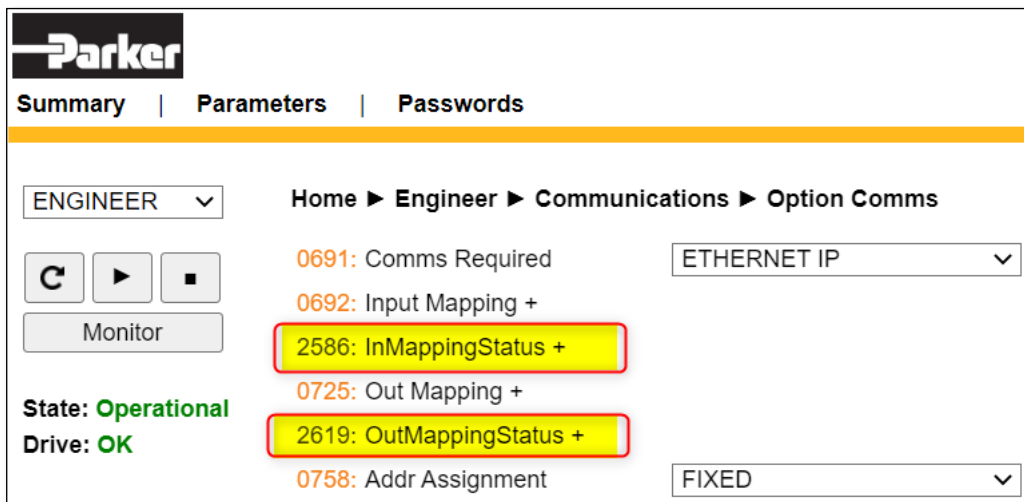 Parker
Summary | Parameters | Passwords
ENGINEER
Home ► Engineer ► Communications ► Option Comms
0691: Comms Required ETHERNET IP
0692: Input Mapping +
Monitor
2586: InMappingStatus +
0725: Out Mapping +
State: Operational
2619: OutMappingStatus +
Drive: OK
0758: Addr Assignment FIXED